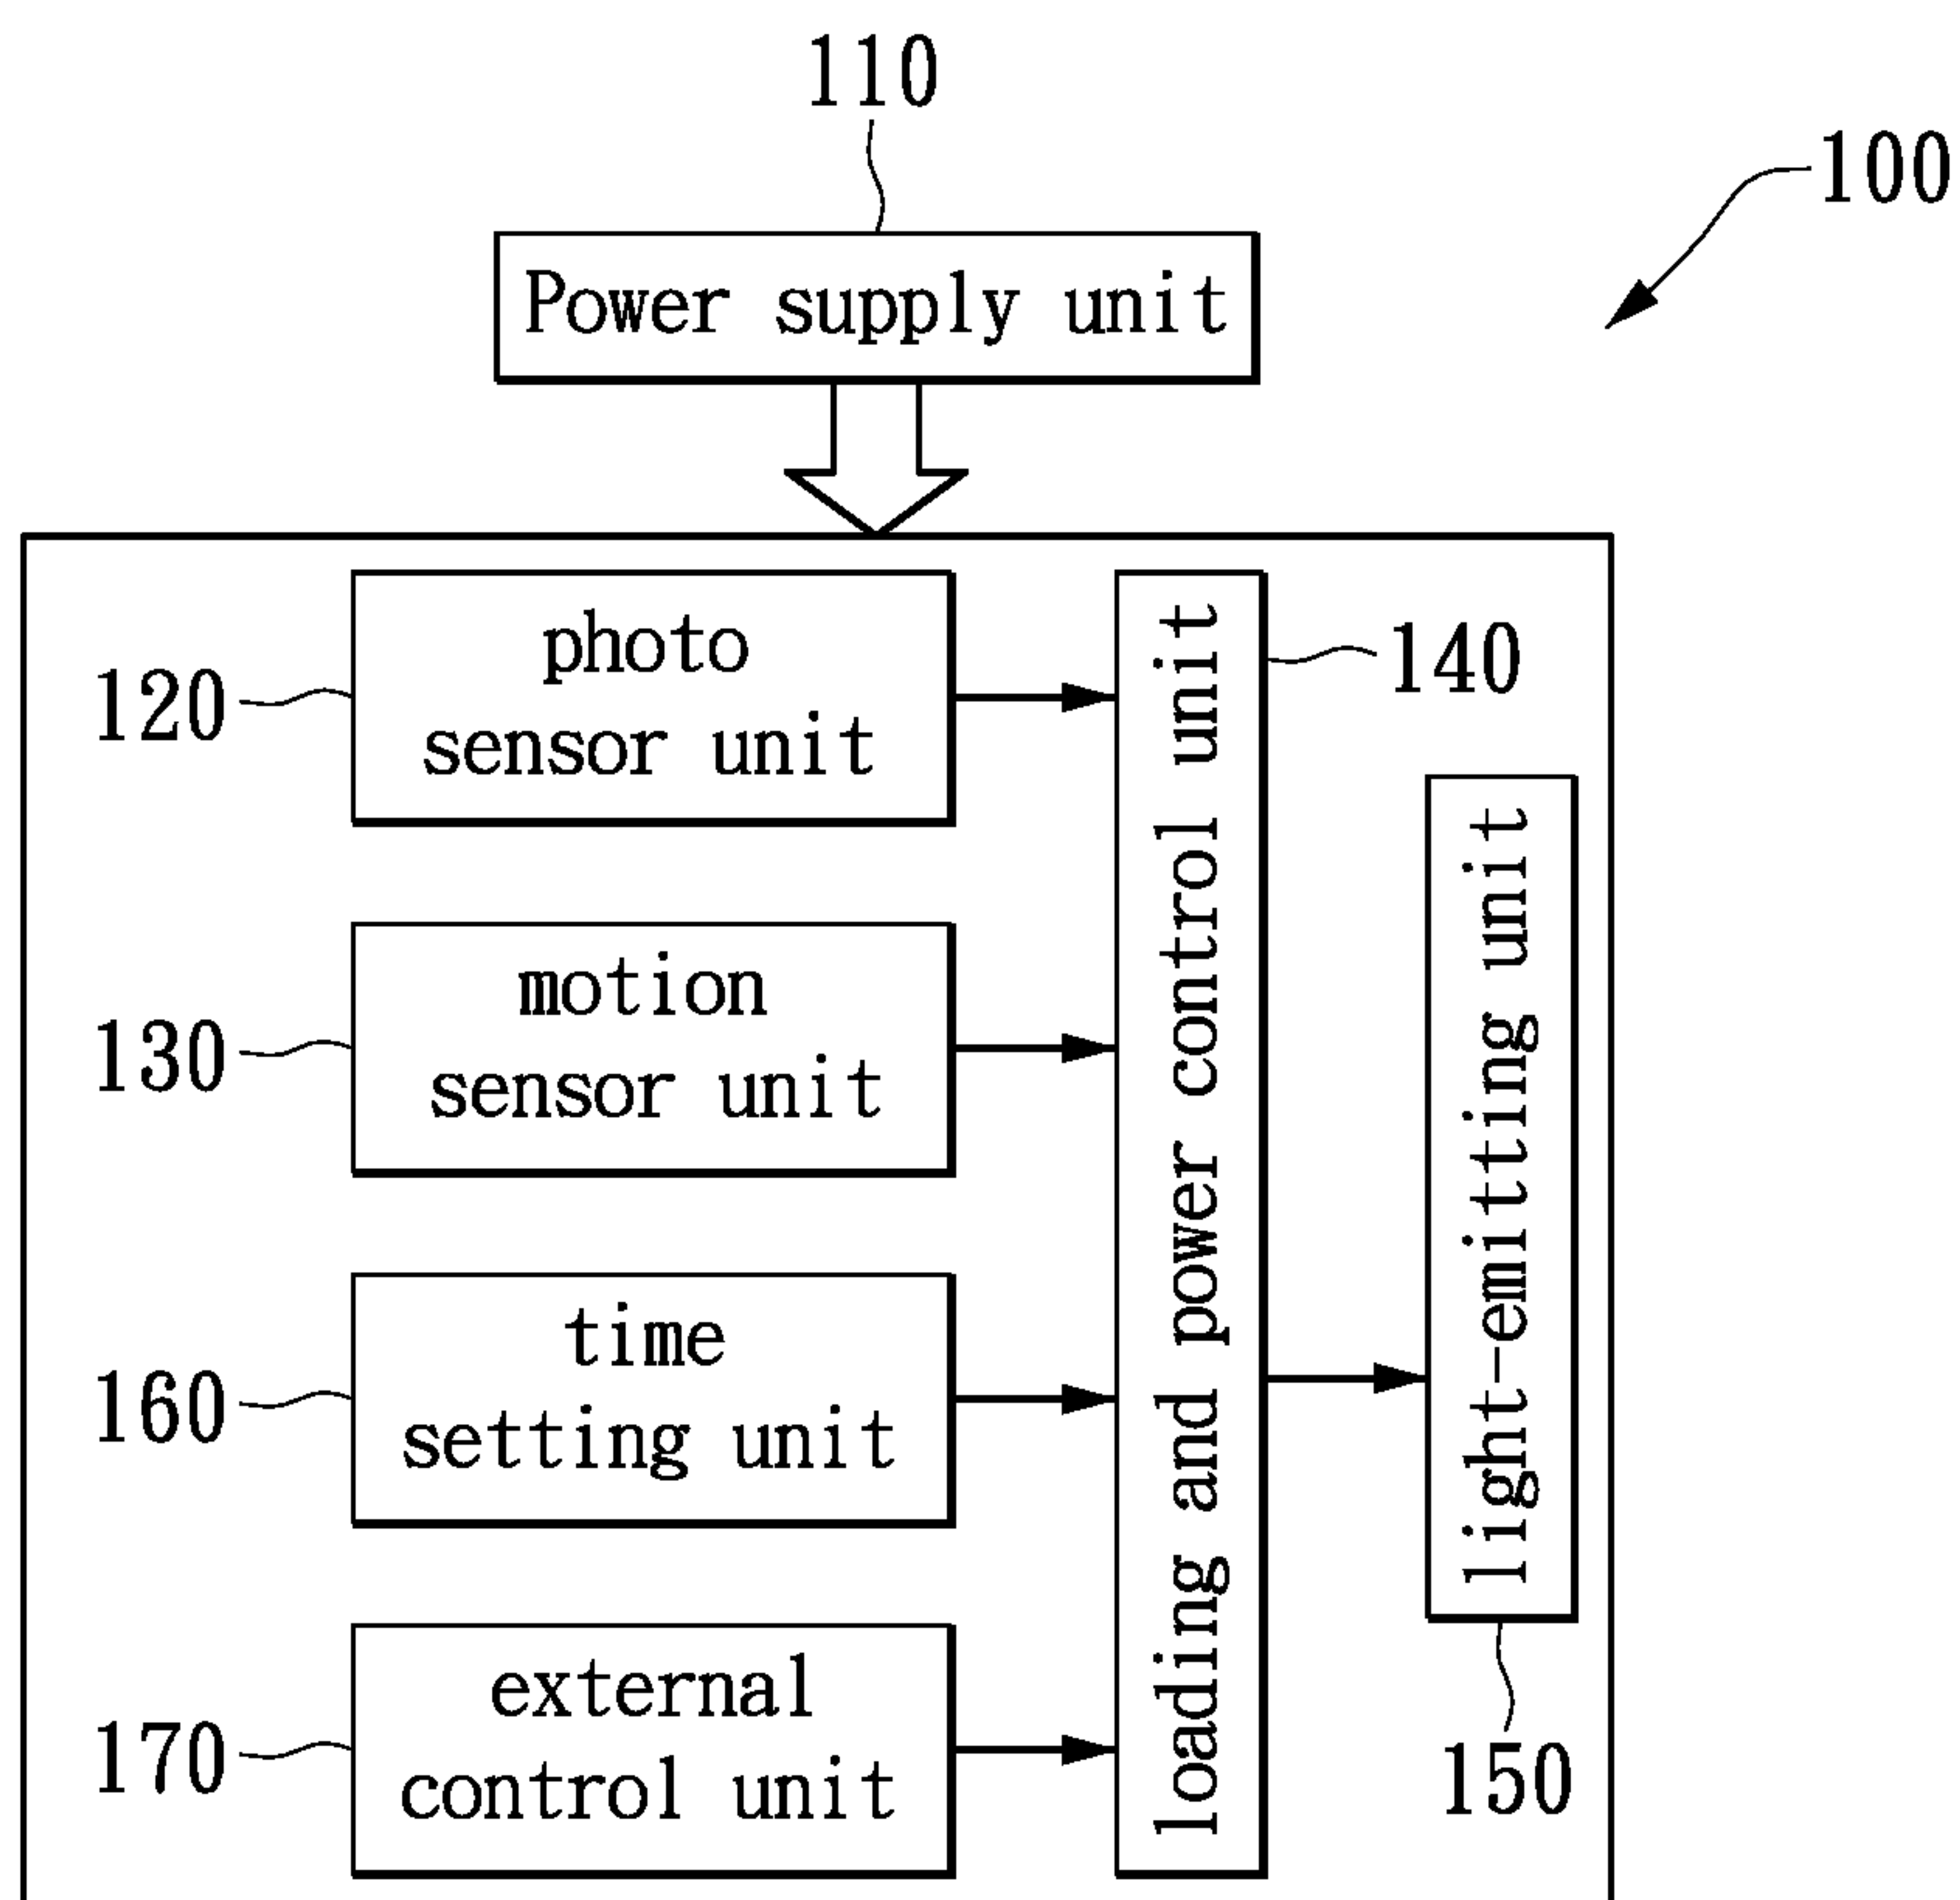 110
100
Power supply unit
120
photo
sensor unit
140
loading and power control unit
130
motion
sensor unit
light-emitting unit
160
time
setting unit
170
external
control unit
150